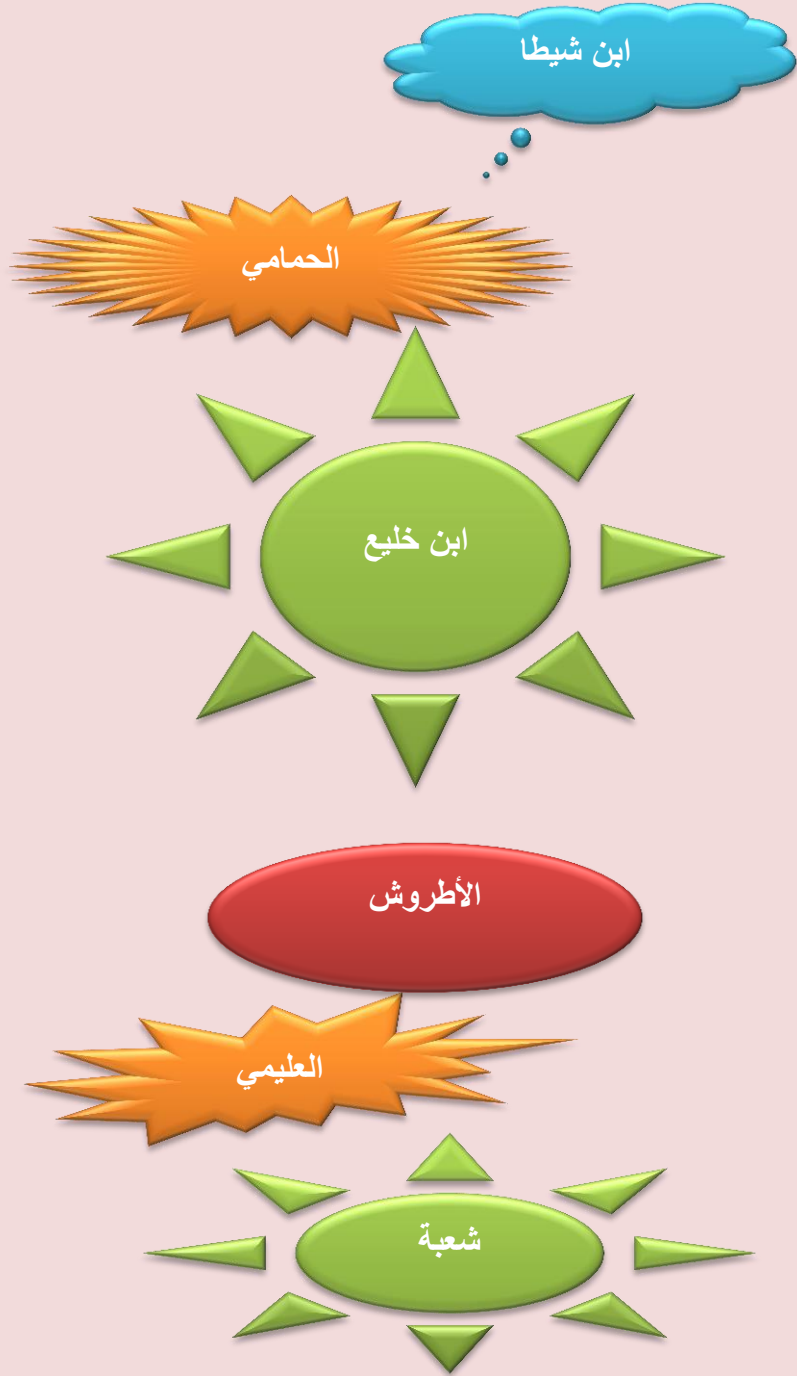 ابن شيطا
الحمامي
ابن خليع
الأطروش
العليمي
شعبة